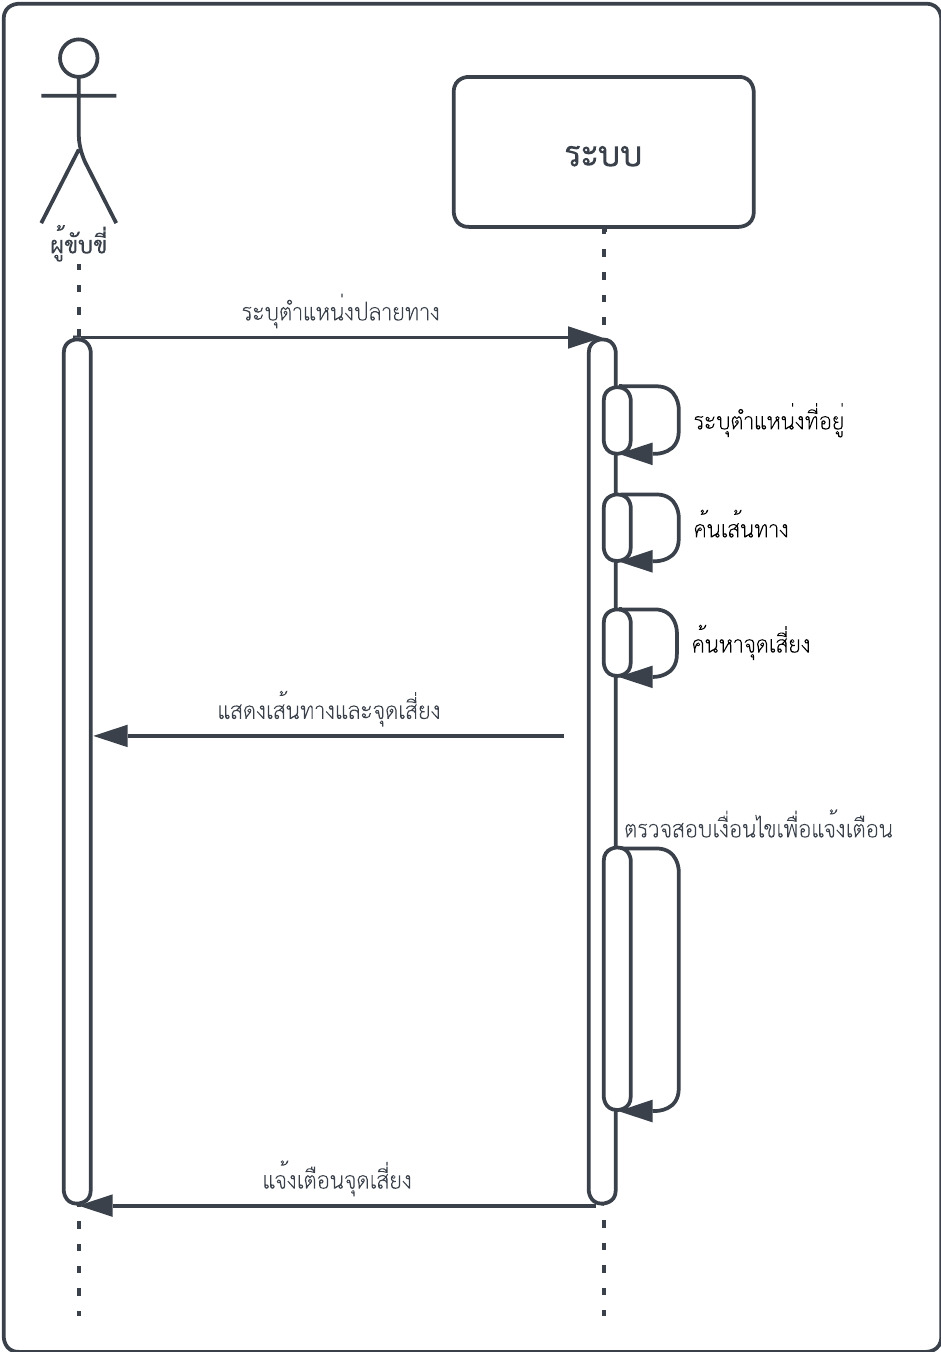 ระบบ
ผู้ขับขี่
ระบุตำแหน่งปลายทาง
ระบุตำแหน่งที่อยู่
ค้นเส้นทาง
ค้นหาจุดเสี่ยง
แสดงเส้นทางและจุดเสี่ยง
ตรวจสอบเงื่อนไขเพื่อแจ้งเตือน
แจ้งเตือนจุดเสี่ยง